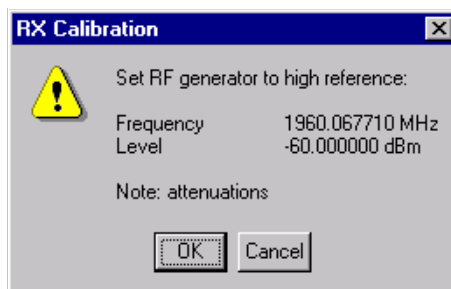 RX Calibration
Set RF generator to high reference:
Frequency 1960.067710 MHz
Level -60.000000 dBm
Note: attenuations
OK Cancel